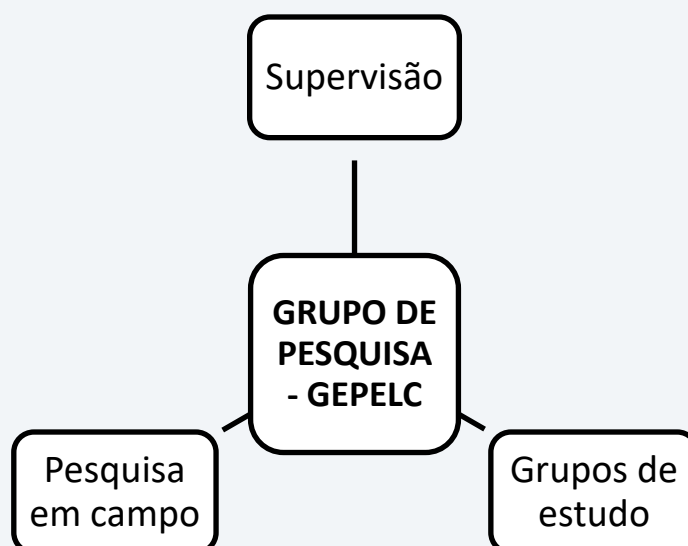 Supervisão
GRUPO DE
PESQUISA
- GEPELC
Pesquisa
em campo
Grupos de
estudo